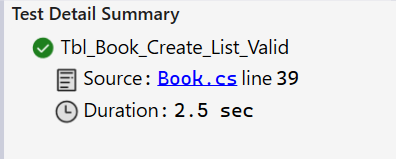 Test Detail Summary
Tbl_Book_Create_List_Valid
Source: Book.cs line 39
Duration: 2.5 sec